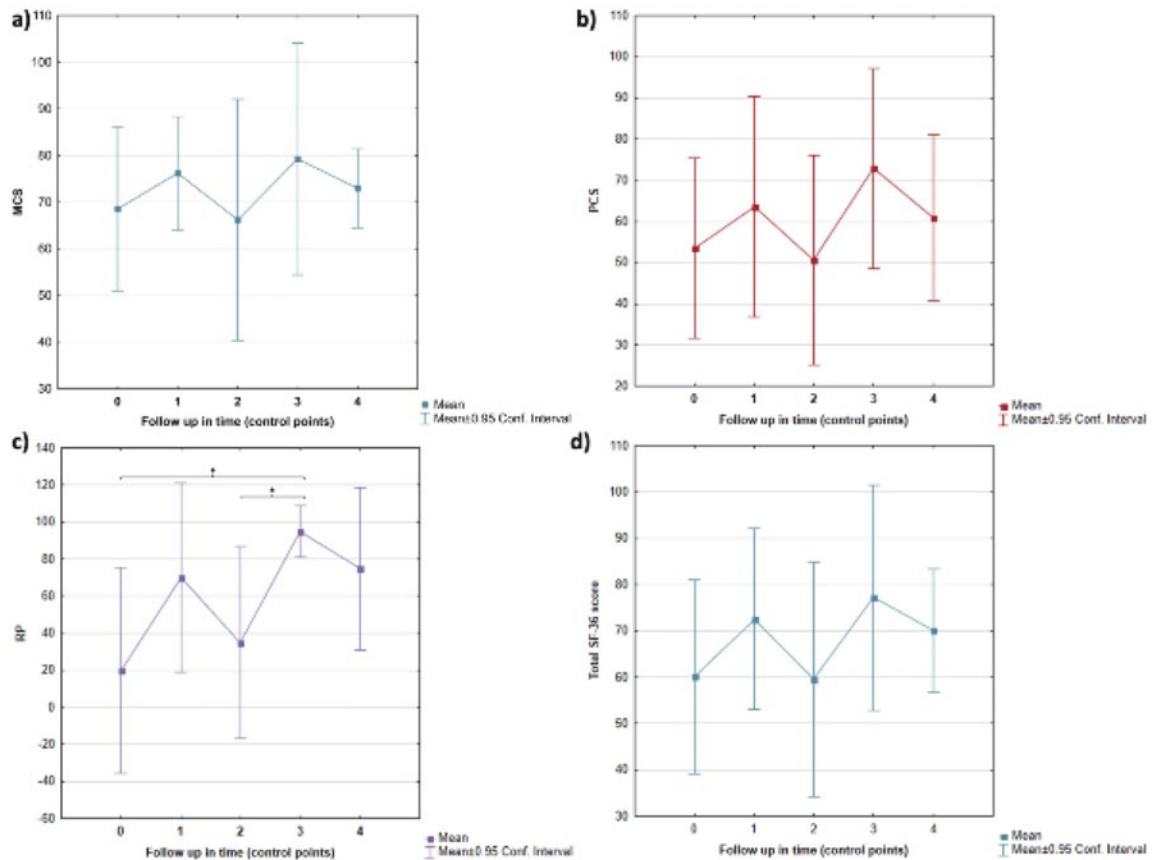 a)
110
100
90
80
70
60
50
40
30
MCS
0 1 2 3 4
Follow up in time (control points)
Mean
Mean±0.95 Conf. Interval
b)
110
100
90
80
70
60
50
40
30
20
PCS
0 1 2 3 4
Follow up in time (control points)
Mean
Mean±0.95 Conf. Interval
c)
140
120
100
80
60
40
20
0
-20
-40
-60
RP
0 1 2 3 4
Follow up in time (control points)
Mean
Mean±0.95 Conf. Interval
d)
110
100
90
80
70
60
50
40
30
Total SF-36 score
0 1 2 3 4
Follow up in time (control points)
Mean
Mean±0.95 Conf. Interval